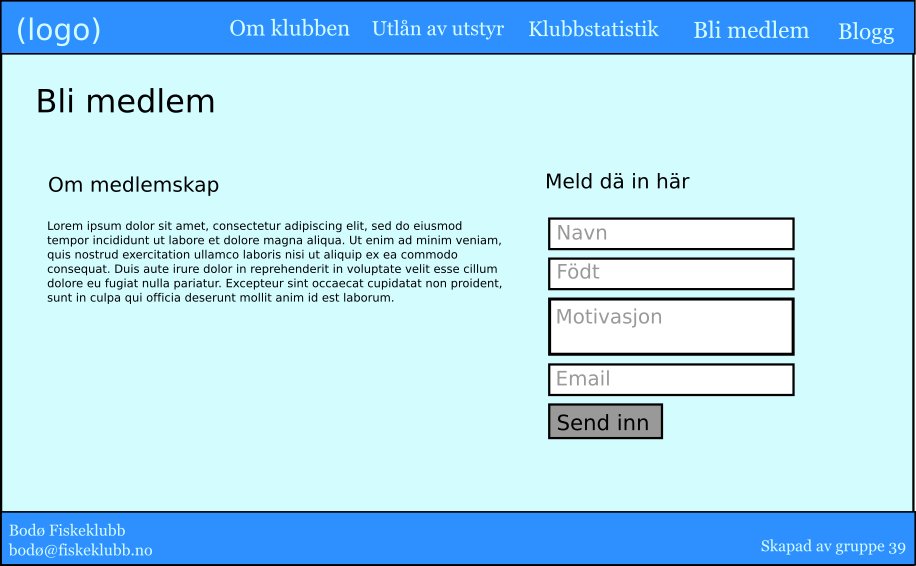 (logo)
Om klubben
Utlån av utstyr
Klubbstatistik
Bli medlem
Blogg
Bli medlem
Om medlemskap
Lorem ipsum dolor sit amet, consectetur adipiscing elit, sed do eiusmod
tempor incididunt ut labore et dolore magna aliqua. Ut enim ad minim veniam,
quis nostrud exercitation ullamco laboris nisi ut aliquip ex ea commodo
consequat. Duis aute irure dolor in reprehenderit in voluptate velit esse cillum
dolore eu fugiat nulla pariatur. Excepteur sint occaecat cupidatat non proident,
sunt in culpa qui officia deserunt mollit anim id est laborum.
Meld dä in här
Navn
Födt
Motivasjon
Email
Send inn
Bodø Fiskeklubb
bodø@fiskeklubb.no
Skapad av gruppe 39